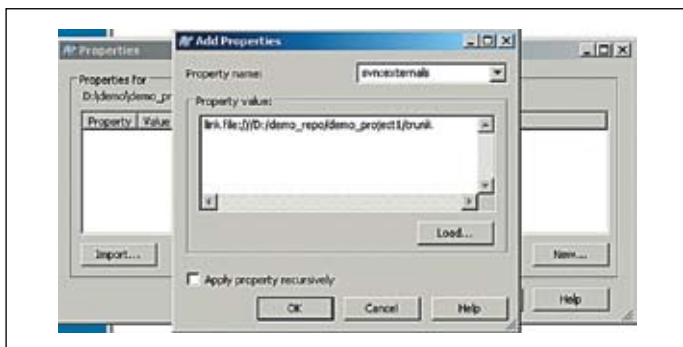 Properties
Properties for
D:\demo\demo_pr
Property Value
Import...
New...
Help
Add Properties
Property name: svn:externals
Property value:
link file:///D:/demo_repo/demo_project1/trunk
Load...
Apply property recursively
OK Cancel Help